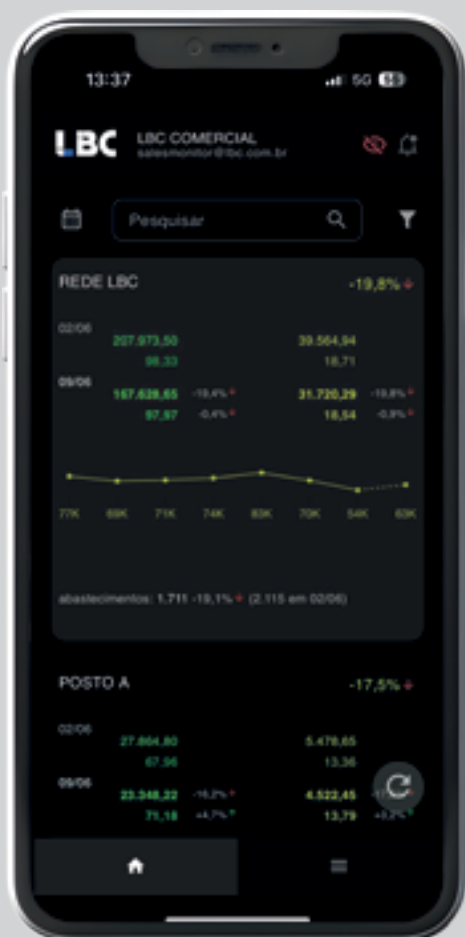 13:37 5G
LBC LBC COMERCIAL
salesmonitor@lbc.com.br
Pesquisar
REDE LBC -19,8%
02/06
207.973,50 39.564,94
98,33 18,71
09/06
167.628,65 -19,4% 31.720,29 -19,8%
97,97 -0,4% 18,54 -0,9%
77K 69K 71K 74K 83K 70K 54K 63K
abastecimentos: 1.711 -19,1% (2.115 em 02/06)
POSTO A -17,5%
02/06
27.864,80 5.478,65
67,96 13,36
09/06
23.348,22 -16,2% 4.522,45
71,18 +4,7% 13,79 +3,2%